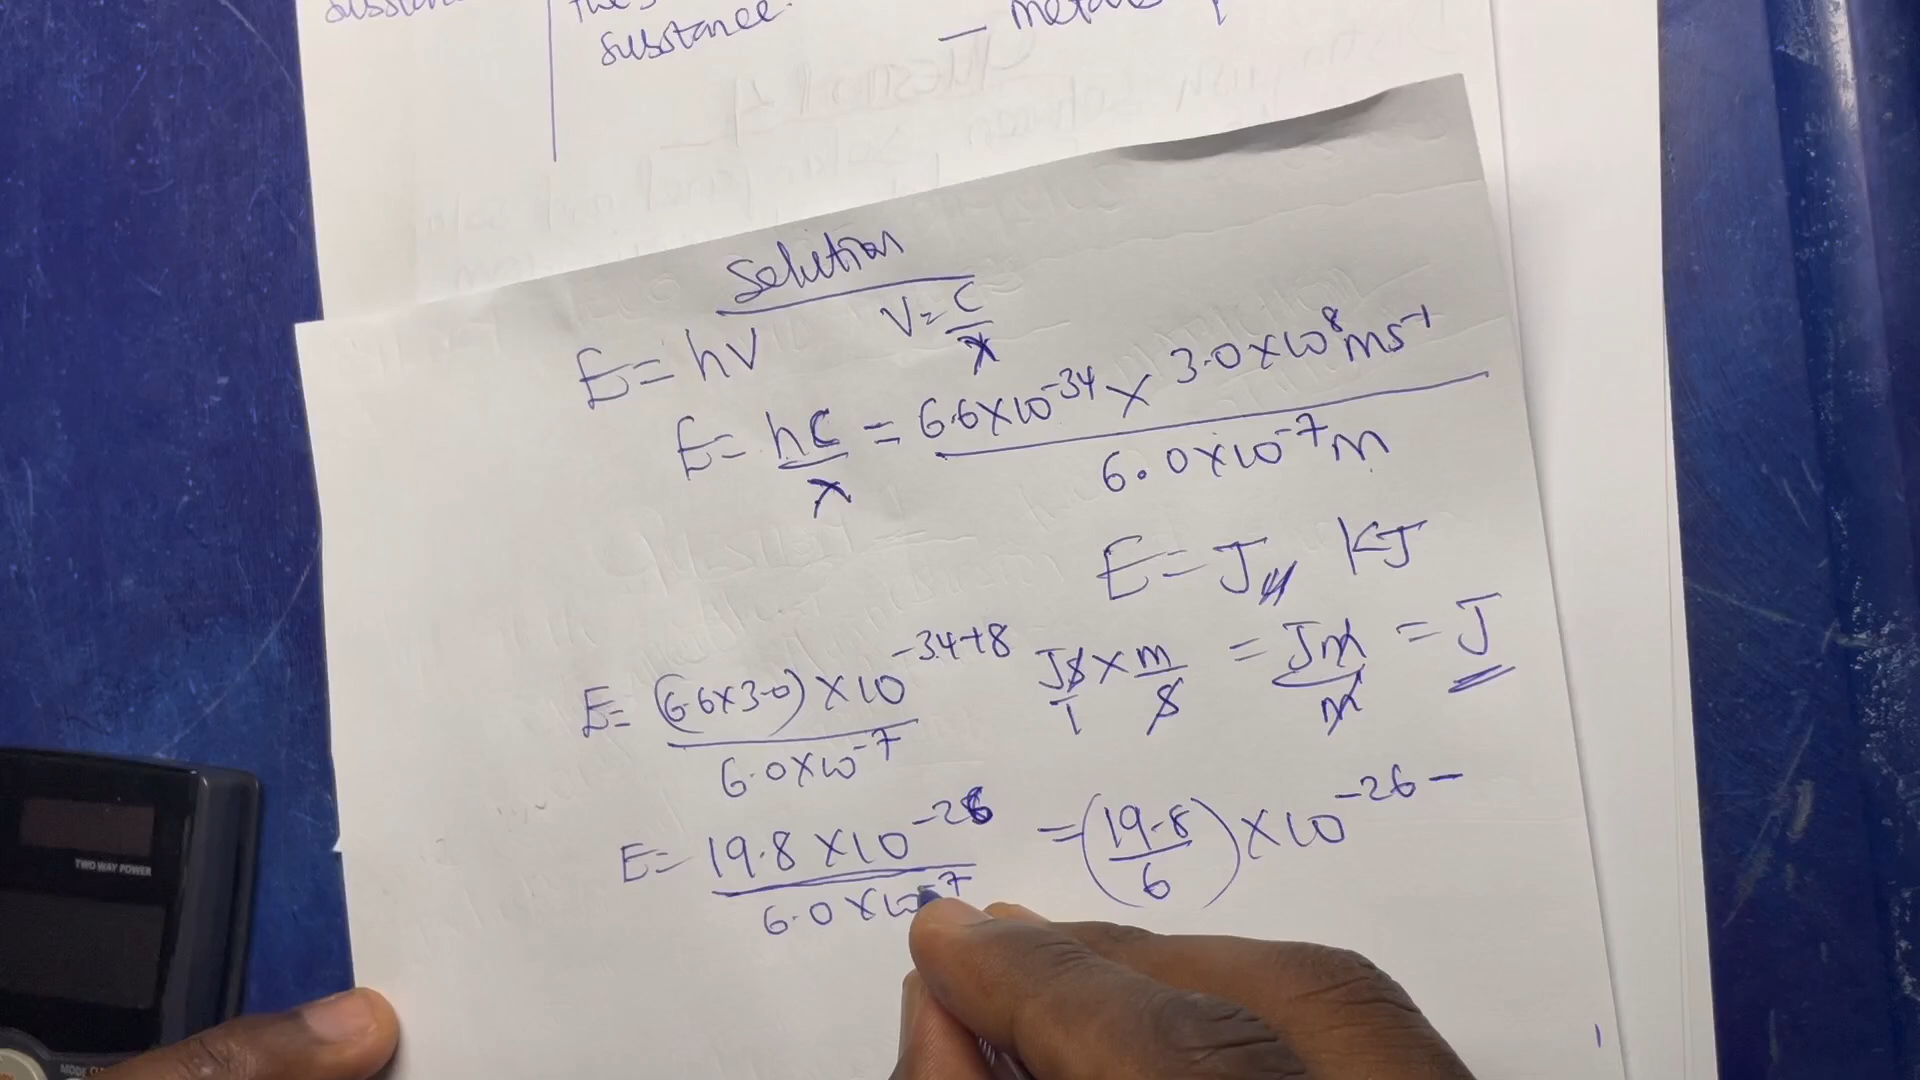 substance.
Solution
E = hv V = C/λ
E = hC/λ = 6.6×10^-34 × 3.0×10^8 ms^-1 / 6.0×10^-7 m
E = J KJ
E = (6.6×3.0)×10^-34+8 / 6.0×10^-7 Js/1 × m/s = Jm/m = J
E = 19.8×10^-26 / 6.0×10^-7 = (19.8/6)×10^-26 -
TWO WAY POWER
MODE